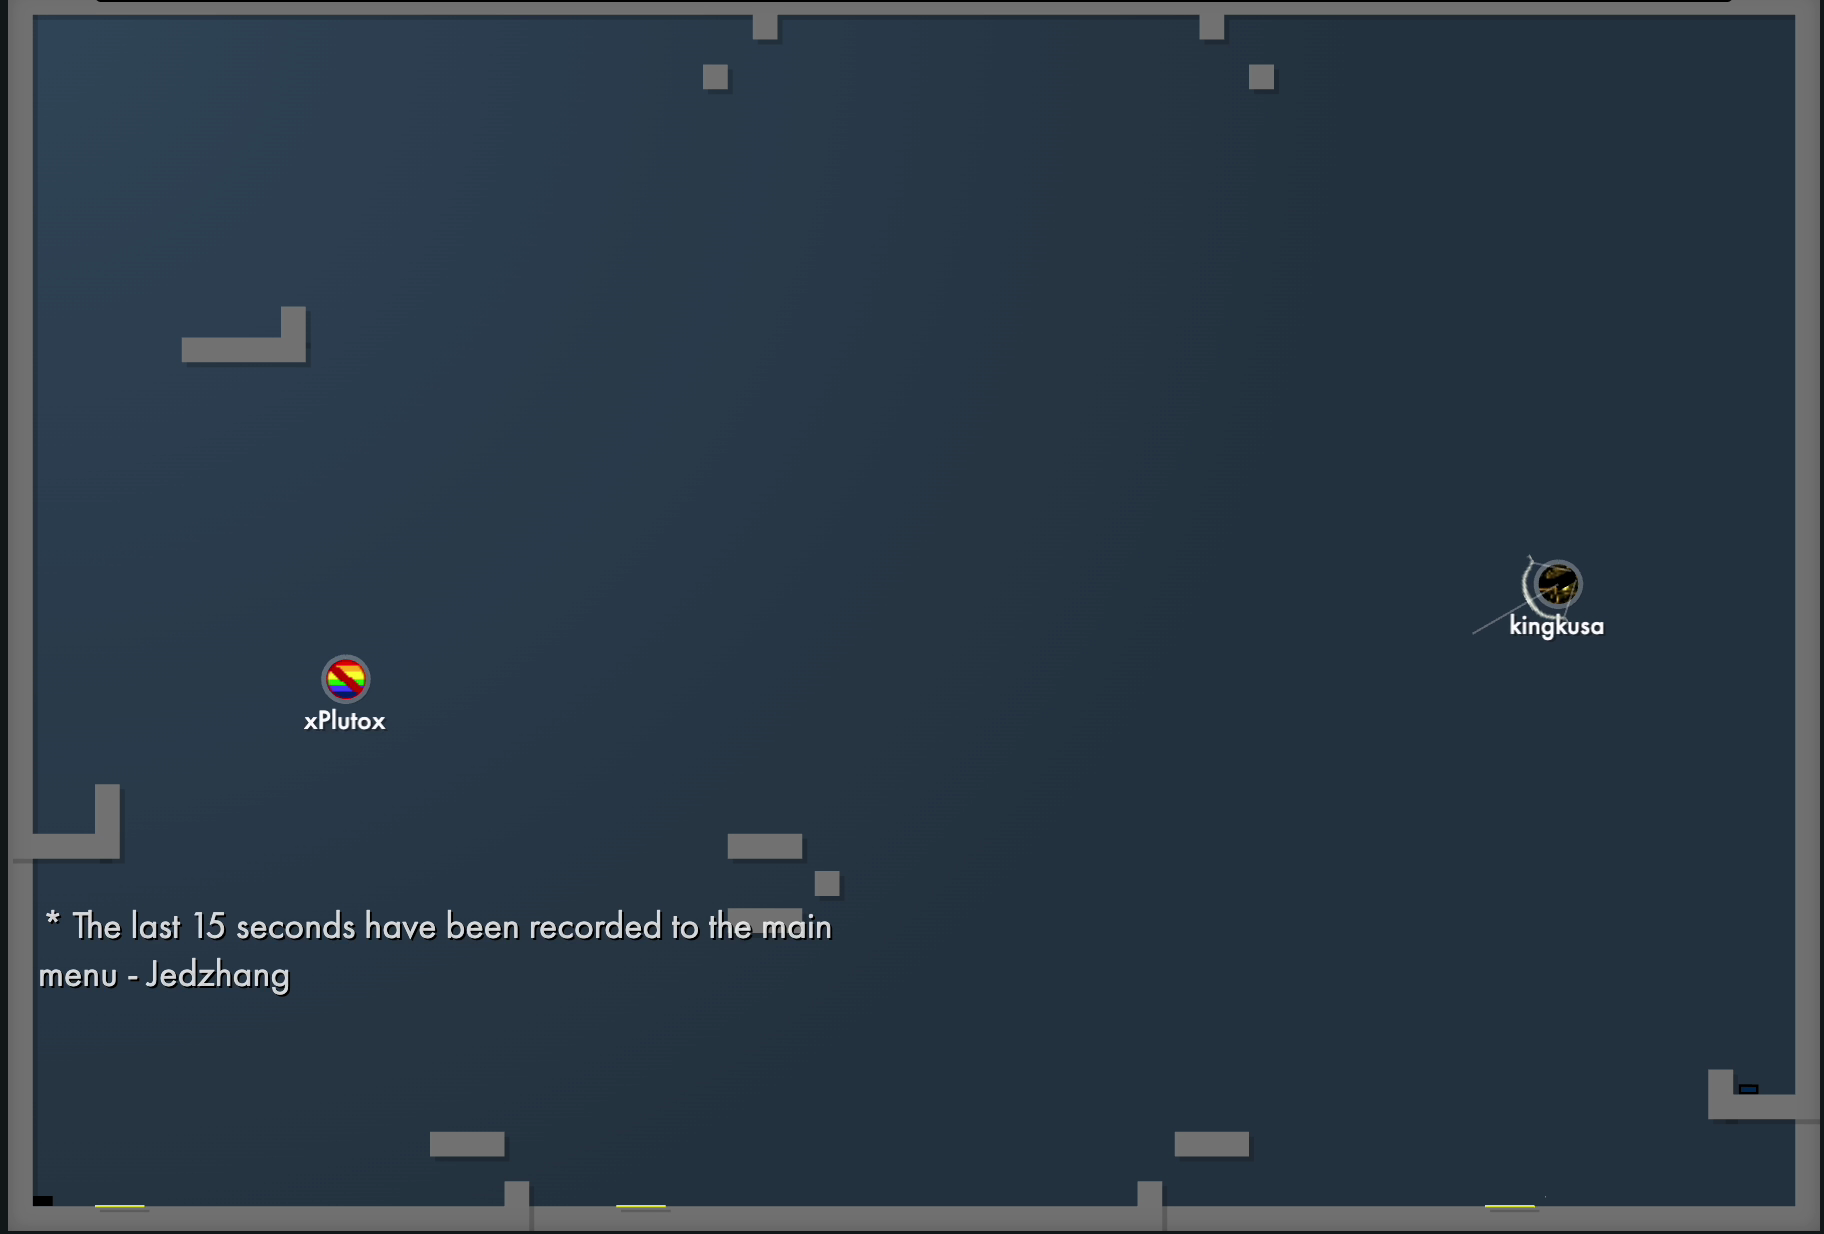 kingkusa
xPlutox
* The last 15 seconds have been recorded to the main
menu - Jedzhang